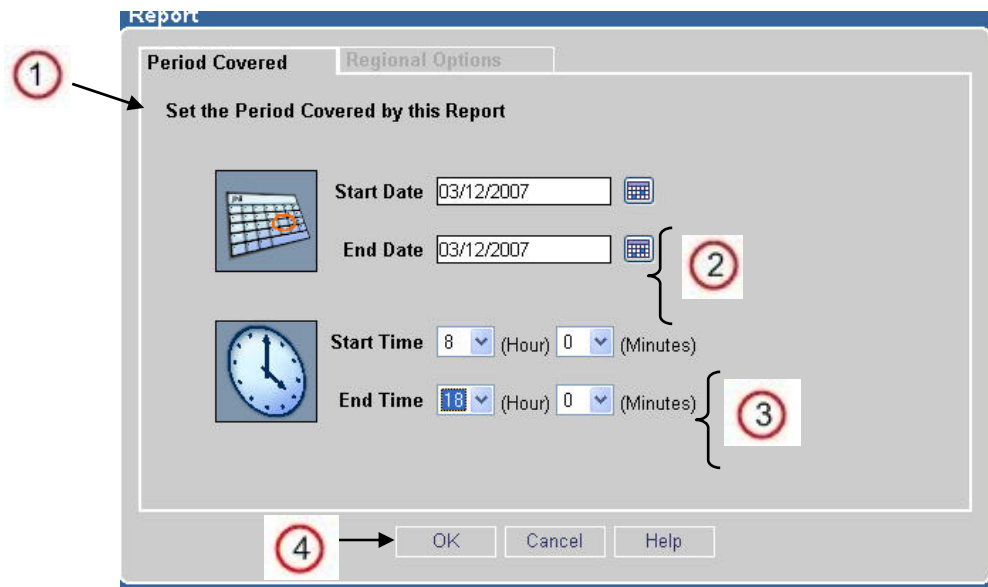 Report
Period Covered Regional Options
1
Set the Period Covered by this Report
Start Date 03/12/2007
End Date 03/12/2007
2
Start Time 8 (Hour) 0 (Minutes)
End Time 18 (Hour) 0 (Minutes)
3
4 OK Cancel Help